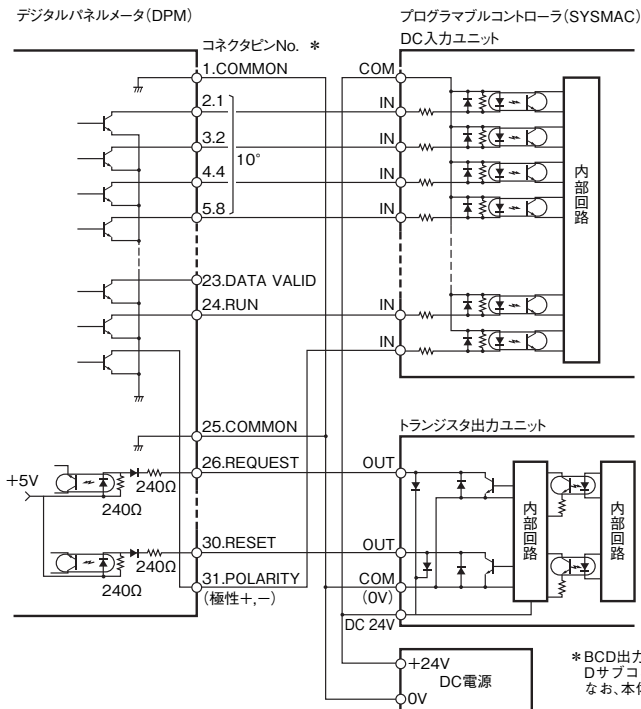 デジタルパネルメータ(DPM)
プログラマブルコントローラ(SYSMAC)
コネクタピンNo. *
DC入力ユニット
1.COMMON
COM
2.1
IN
3.2
IN
10°
4.4
IN
5.8
IN
内部回路
23.DATA VALID
24.RUN
IN
IN
25.COMMON
トランジスタ出力ユニット
26.REQUEST
OUT
+5V
240Ω
240Ω
内部回路
内部回路
30.RESET
OUT
240Ω
240Ω
31.POLARITY
(極性+,-)
COM
(0V)
DC 24V
+24V
DC電源
0V
*BCD出力
Dサブコ
なお、本体